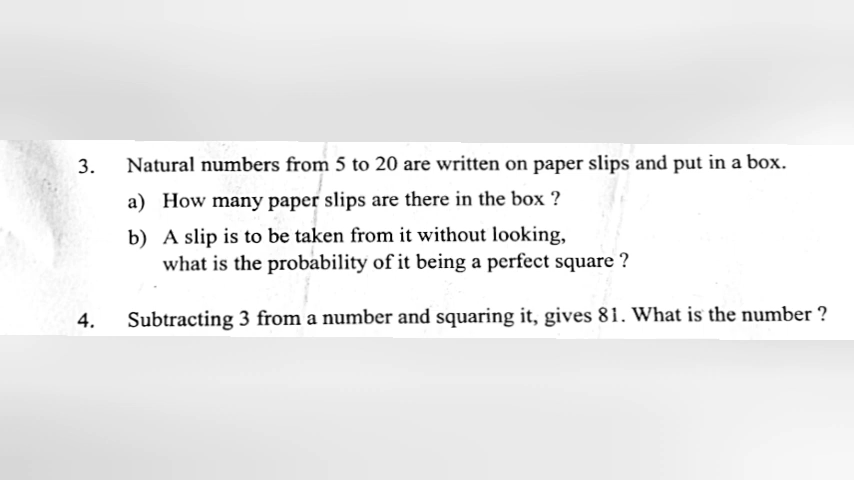 3. Natural numbers from 5 to 20 are written on paper slips and put in a box.
a) How many paper slips are there in the box ?
b) A slip is to be taken from it without looking,
what is the probability of it being a perfect square ?
4. Subtracting 3 from a number and squaring it, gives 81. What is the number ?